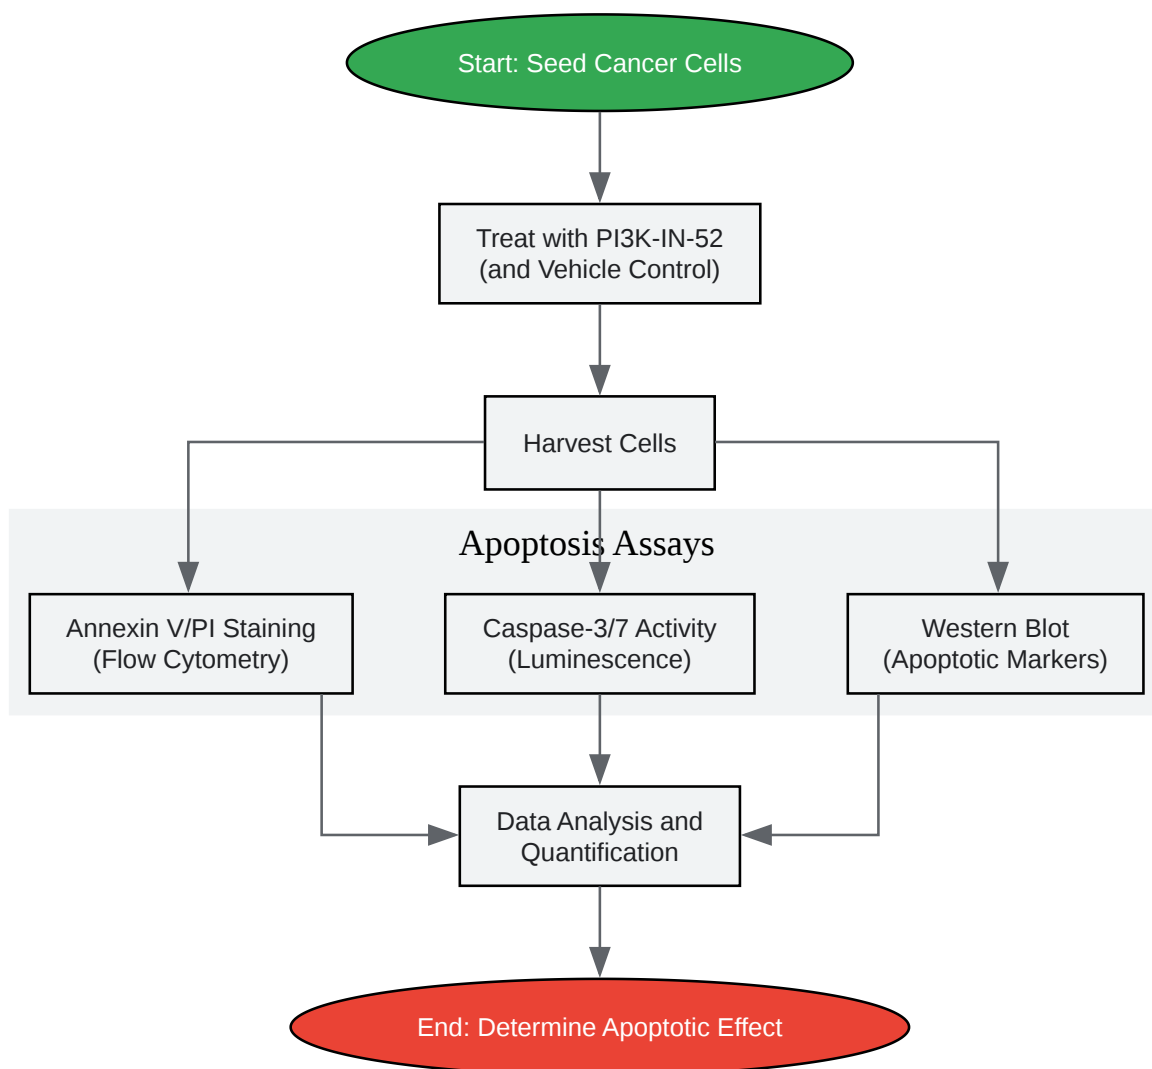 Start: Seed Cancer Cells
Treat with PI3K-IN-52
(and Vehicle Control)
Harvest Cells
Apoptosis Assays
Annexin V/PI Staining
(Flow Cytometry)
Caspase-3/7 Activity
(Luminescence)
Western Blot
(Apoptotic Markers)
Data Analysis and
Quantification
End: Determine Apoptotic Effect